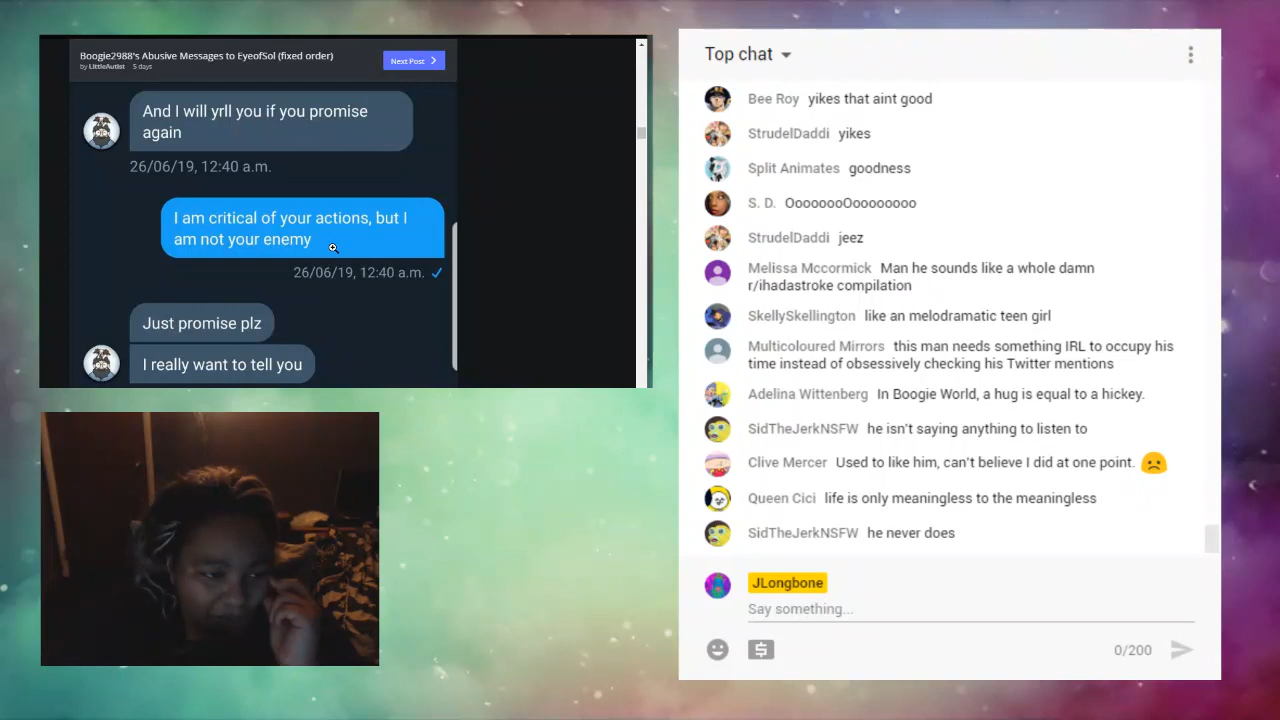 Boogie2988's Abusive Messages to EyeofSol (fixed order)
by LittleAutist 5 days
Next Post
And I will yrll you if you promise
again
26/06/19, 12:40 a.m.
I am critical of your actions, but I
am not your enemy
26/06/19, 12:40 a.m.
Just promise plz
I really want to tell you
Top chat
Bee Roy yikes that aint good
StrudelDaddi yikes
Split Animates goodness
S. D. OooooooOooooooooo
StrudelDaddi jeez
Melissa Mccormick Man he sounds like a whole damn
r/ihadastroke compilation
SkellySkellington like an melodramatic teen girl
Multicoloured Mirrors this man needs something IRL to occupy his
time instead of obsessively checking his Twitter mentions
Adelina Wittenberg In Boogie World, a hug is equal to a hickey.
SidTheJerkNSFW he isn't saying anything to listen to
Clive Mercer Used to like him, can't believe I did at one point.
Queen Cici life is only meaningless to the meaningless
SidTheJerkNSFW he never does
JLongbone
Say something...
0/200